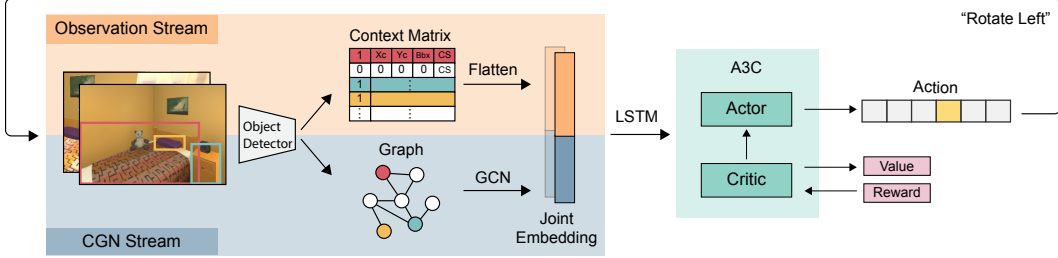 Observation Stream
Context Matrix
1 Xc Yc Bbx CS
0 0 0 0 CS
1 ⋮
1
⋮ ⋮
Flatten
Object
Detector
Graph
GCN
CGN Stream
Joint
Embedding
LSTM
A3C
Actor
Critic
Action
Value
Reward
“Rotate Left”